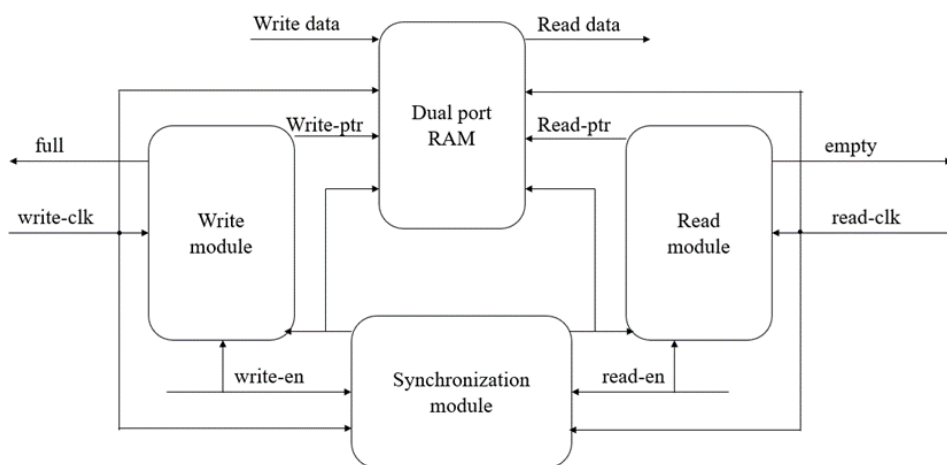 Write data
Read data
Dual port
RAM
Write-ptr
Read-ptr
full
empty
write-clk
Write
module
Read
module
read-clk
write-en
Synchronization
module
read-en